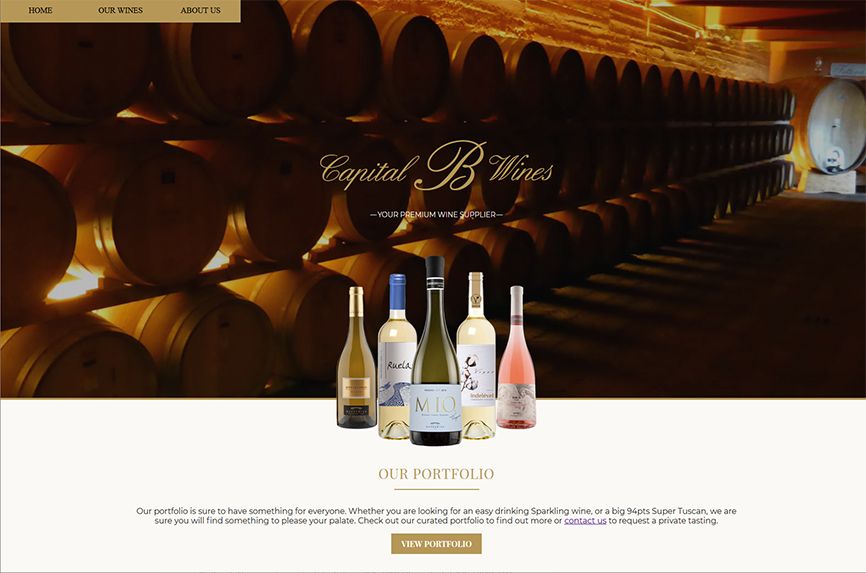 HOME OUR WINES ABOUT US
Capital B Wines
—YOUR PREMIUM WINE SUPPLIER—
Ruela
MIO
OUR PORTFOLIO
Our portfolio is sure to have something for everyone. Whether you are looking for an easy drinking Sparkling wine, or a big 94pts Super Tuscan, we are
sure you will find something to please your palate. Check out our curated portfolio to find out more or contact us to request a private tasting.
VIEW PORTFOLIO